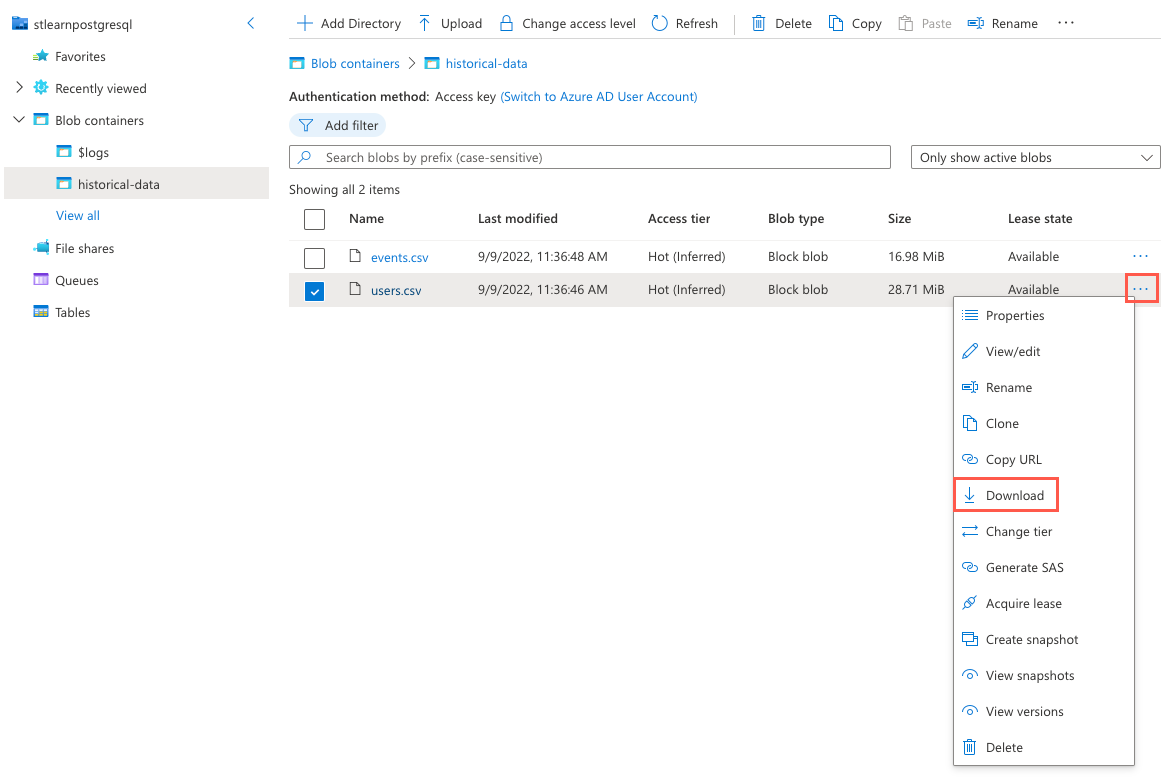 stlearnpostgresql
Favorites
Recently viewed
Blob containers
$logs
historical-data
View all
File shares
Queues
Tables
Add Directory Upload Change access level Refresh Delete Copy Paste Rename ···
Blob containers > historical-data
Authentication method: Access key (Switch to Azure AD User Account)
Add filter
Search blobs by prefix (case-sensitive) Only show active blobs
Showing all 2 items
Name Last modified Access tier Blob type Size Lease state
events.csv 9/9/2022, 11:36:48 AM Hot (Inferred) Block blob 16.98 MiB Available ···
users.csv 9/9/2022, 11:36:46 AM Hot (Inferred) Block blob 28.71 MiB Available ···
Properties
View/edit
Rename
Clone
Copy URL
Download
Change tier
Generate SAS
Acquire lease
Create snapshot
View snapshots
View versions
Delete